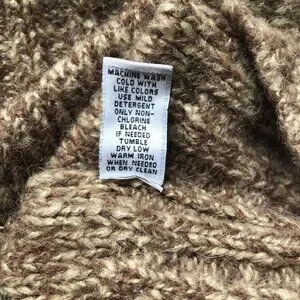 MACHINE WASH
COLD WITH
LIKE COLORS
USE MILD
DETERGENT
ONLY NON-
CHLORINE
BLEACH
IF NEEDED
TUMBLE
DRY LOW
WARM IRON
WHEN NEEDED
OR DRY CLEAN